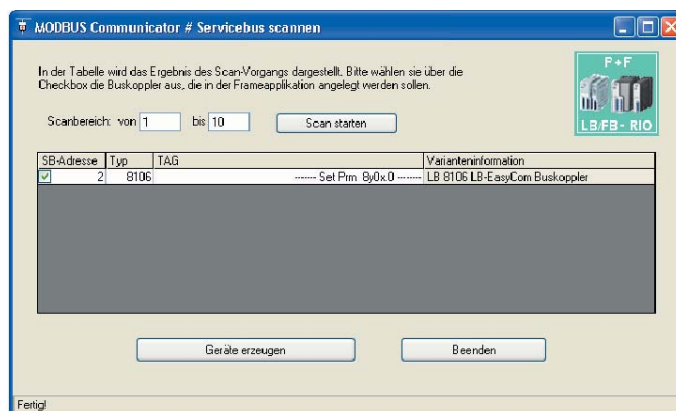 MODBUS Communicator # Servicebus scannen
In der Tabelle wird das Ergebnis des Scan-Vorgangs dargestellt. Bitte wählen sie über die
Checkbox die Buskoppler aus, die in der Frameapplikation angelegt werden sollen.
P+F
LB/FB - RIO
Scanbereich: von 1 bis 10 Scan starten
SB-Adresse Typ TAG Varianteninformation
2 8106 ------- Set Prm 8y0x.0 ------- LB 8106 LB-EasyCom Buskoppler
Geräte erzeugen Beenden
Fertig!